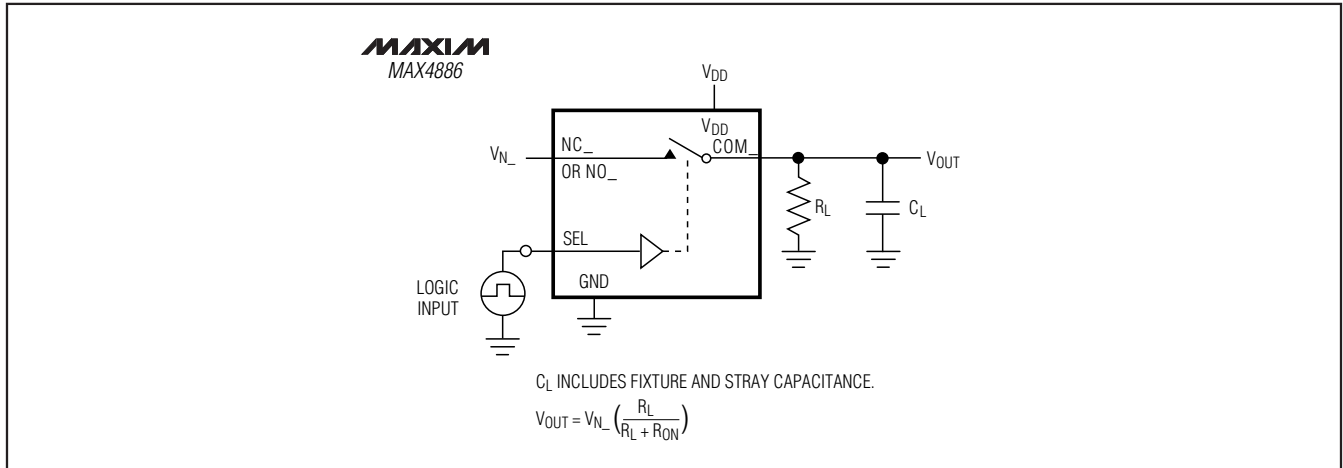 MAXIM
MAX4886
VDD
VDD
VN_
NC_
COM_
OR NO_
VOUT
RL
CL
SEL
LOGIC
INPUT
GND
CL INCLUDES FIXTURE AND STRAY CAPACITANCE.
VOUT = VN_ (RL / RL + RON)